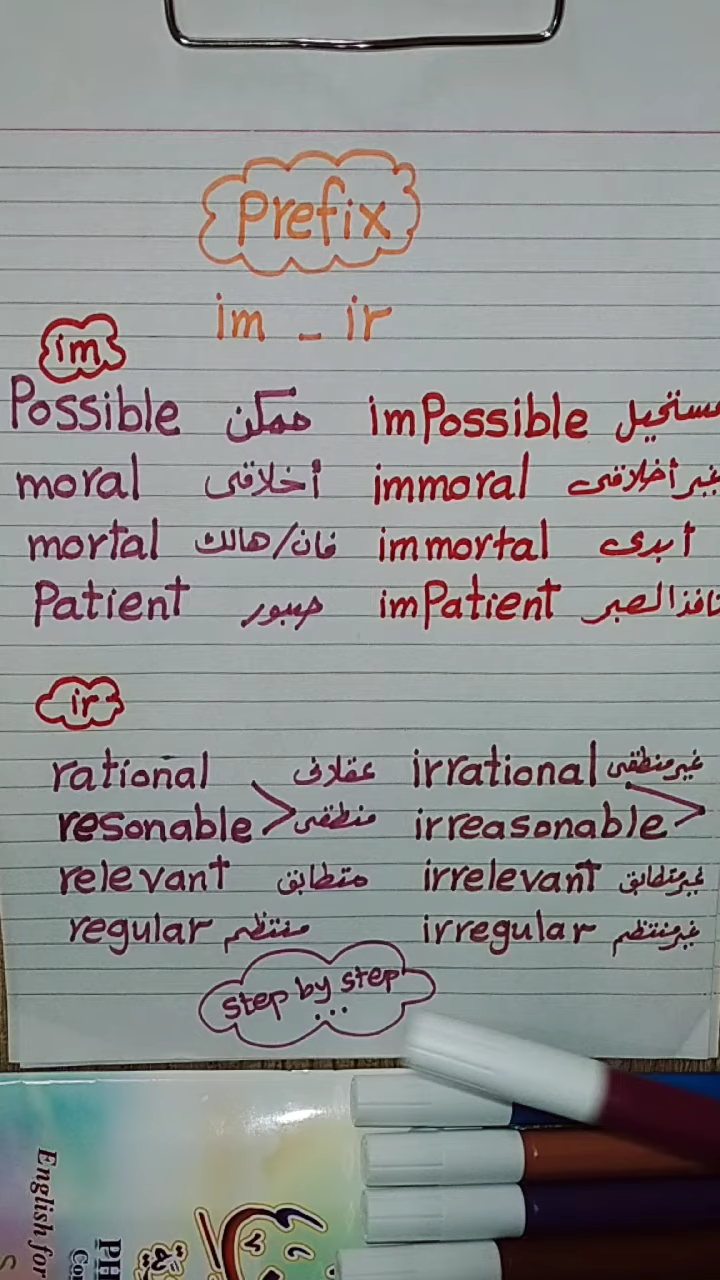 Prefix
im _ ir
im
Possible ممكن imPossible مستحيل
moral أخلاقى immoral غير أخلاقى
mortal فان/هالك immortal أبدى
Patient صبور imPatient نافذ الصبر
ir
rational عقلانى irrational غير منطقى
resonable منطقى irreasonable
relevant متطابق irrelevant غير متطابق
regular منتظم irregular غير منتظم
step by step
...
English for
PH
Co
S